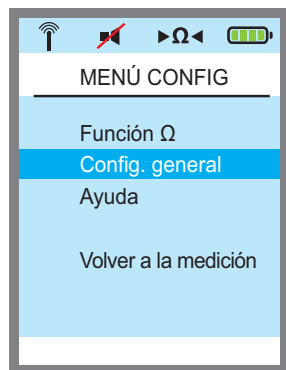 ►Ω◄
MENÚ CONFIG
Función Ω
Config. general
Ayuda
Volver a la medición